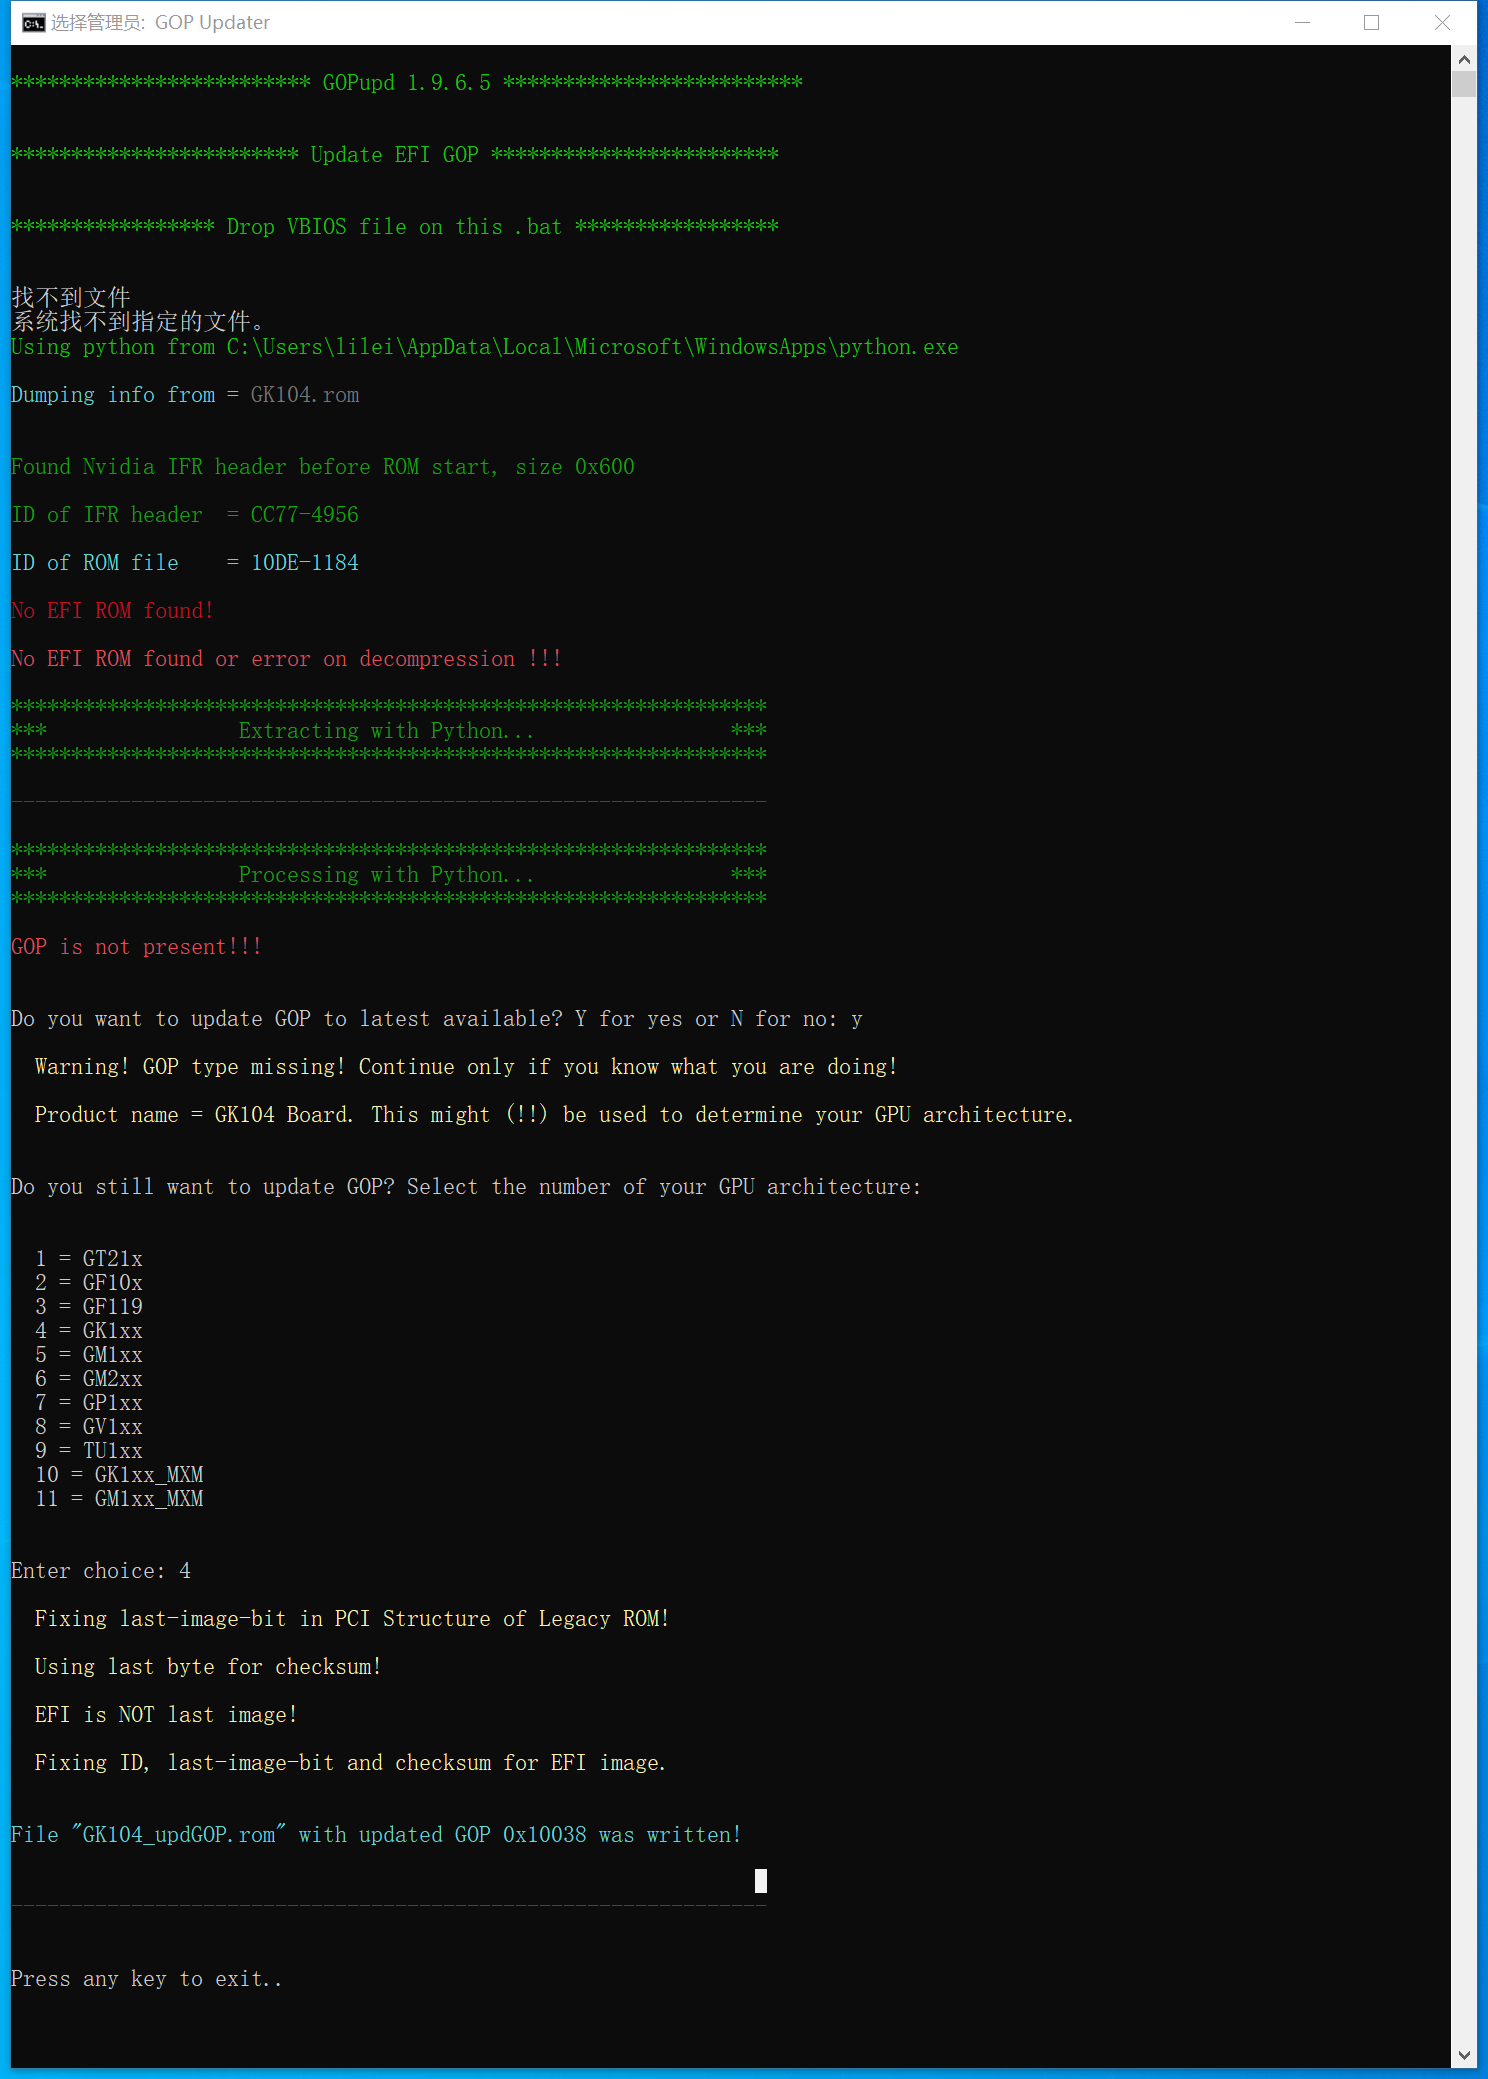 选择管理员: GOP Updater
************************* GOPupd 1.9.6.5 *************************
************************ Update EFI GOP ************************
***************** Drop VBIOS file on this .bat *****************
找不到文件
系统找不到指定的文件。
Using python from C:\Users\lilei\AppData\Local\Microsoft\WindowsApps\python.exe
Dumping info from = GK104.rom
Found Nvidia IFR header before ROM start, size 0x600
ID of IFR header  = CC77-4956
ID of ROM file    = 10DE-1184
No EFI ROM found!
No EFI ROM found or error on decompression !!!
***************************************************************
***                Extracting with Python...                ***
***************************************************************
---------------------------------------------------------------
***************************************************************
***                Processing with Python...                ***
***************************************************************
GOP is not present!!!
Do you want to update GOP to latest available? Y for yes or N for no: y
Warning! GOP type missing! Continue only if you know what you are doing!
Product name = GK104 Board. This might (!!) be used to determine your GPU architecture.
Do you still want to update GOP? Select the number of your GPU architecture:
1 = GT21x
2 = GF10x
3 = GF119
4 = GK1xx
5 = GM1xx
6 = GM2xx
7 = GP1xx
8 = GV1xx
9 = TU1xx
10 = GK1xx_MXM
11 = GM1xx_MXM
Enter choice: 4
Fixing last-image-bit in PCI Structure of Legacy ROM!
Using last byte for checksum!
EFI is NOT last image!
Fixing ID, last-image-bit and checksum for EFI image.
File "GK104_updGOP.rom" with updated GOP 0x10038 was written!
---------------------------------------------------------------
Press any key to exit..